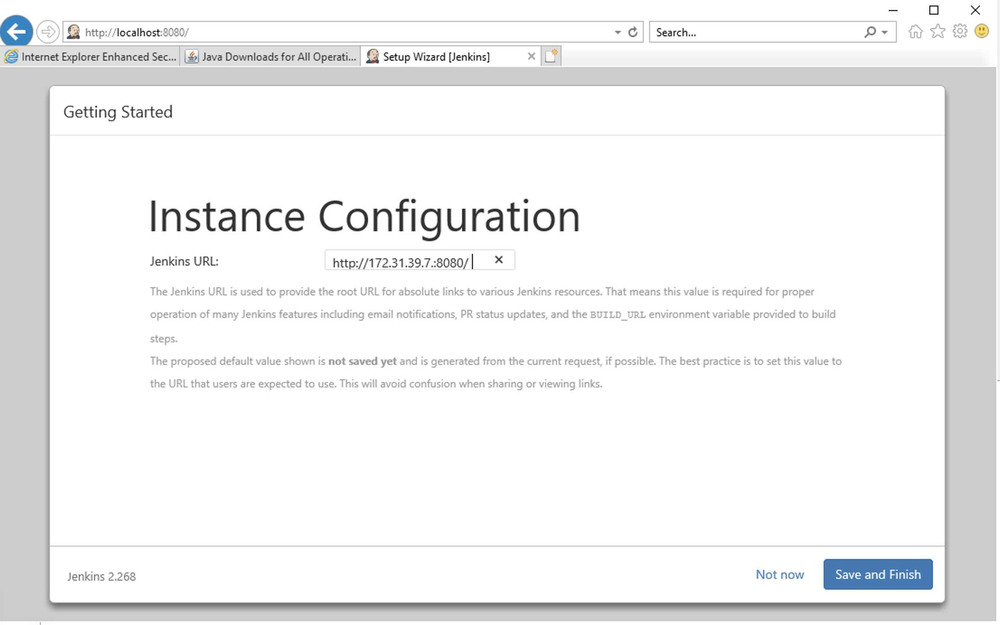 http://localhost:8080/
Search...
Internet Explorer Enhanced Sec...
Java Downloads for All Operati...
Setup Wizard [Jenkins]
Getting Started
Instance Configuration
Jenkins URL:
http://172.31.39.7.:8080/
The Jenkins URL is used to provide the root URL for absolute links to various Jenkins resources. That means this value is required for proper
operation of many Jenkins features including email notifications, PR status updates, and the BUILD_URL environment variable provided to build
steps.
The proposed default value shown is not saved yet and is generated from the current request, if possible. The best practice is to set this value to
the URL that users are expected to use. This will avoid confusion when sharing or viewing links.
Jenkins 2.268
Not now
Save and Finish